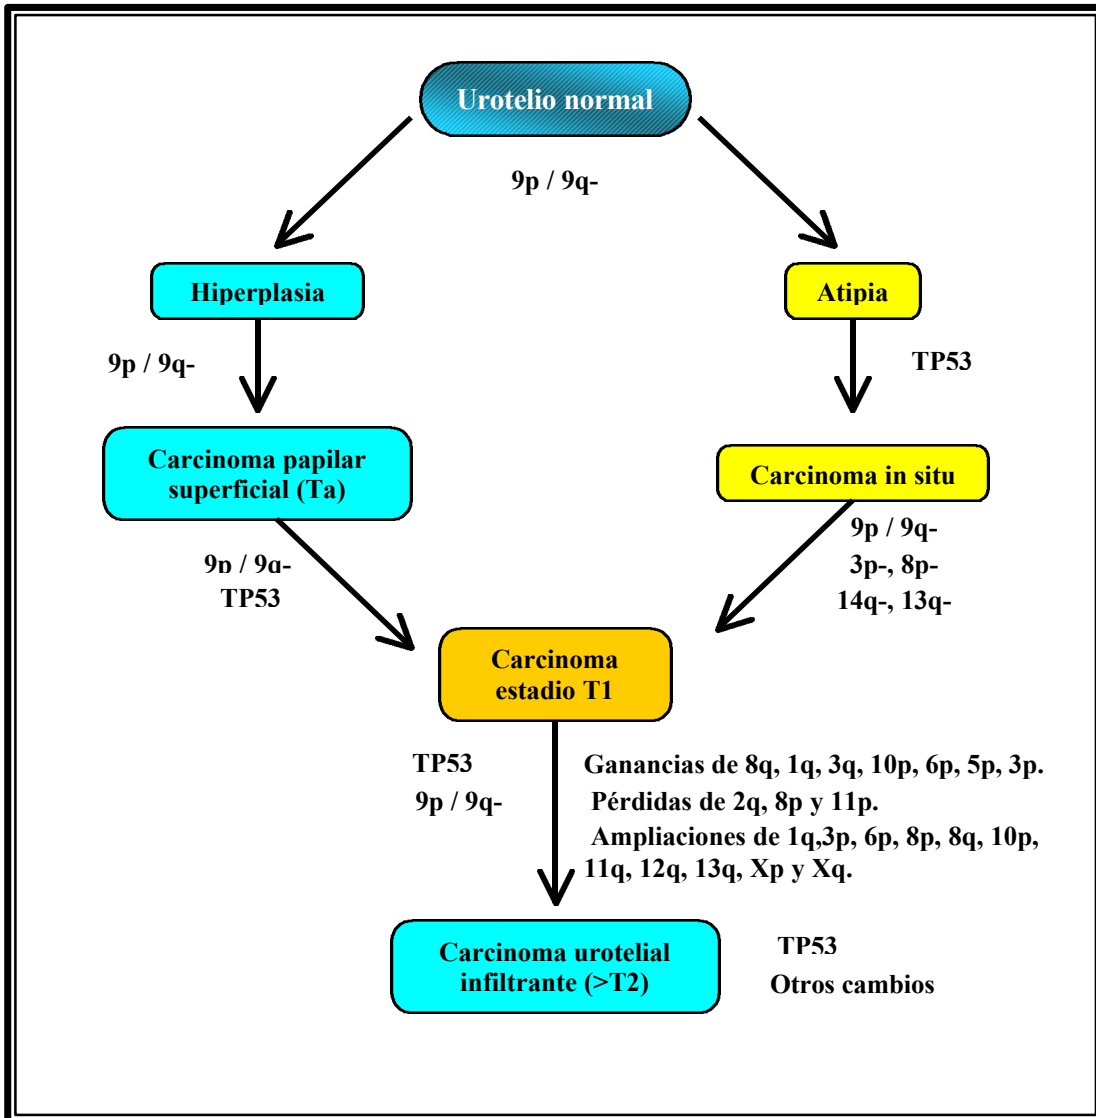 Urotelio normal
9p / 9q-
Hiperplasia
Atipia
9p / 9q-
TP53
Carcinoma papilar
superficial (Ta)
Carcinoma in situ
9p / 9q-
TP53
9p / 9q-
3p-, 8p-
14q-, 13q-
Carcinoma
estadio T1
TP53
9p / 9q-
Ganancias de 8q, 1q, 3q, 10p, 6p, 5p, 3p.
Pérdidas de 2q, 8p y 11p.
Ampliaciones de 1q,3p, 6p, 8p, 8q, 10p,
11q, 12q, 13q, Xp y Xq.
Carcinoma urotelial
infiltrante (>T2)
TP53
Otros cambios